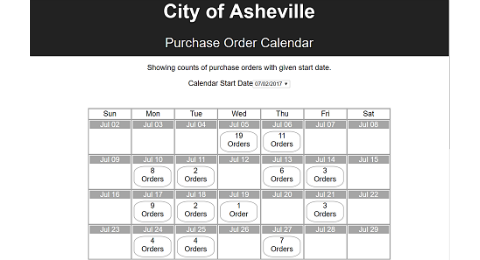 City of Asheville
Purchase Order Calendar
Showing counts of purchase orders with given start date.
Calendar Start Date 07/02/2017
Sun Mon Tue Wed Thu Fri Sat
Jul 02 Jul 03 Jul 04 Jul 05 Jul 06 Jul 07 Jul 08
19 11
Orders Orders
Jul 09 Jul 10 Jul 11 Jul 12 Jul 13 Jul 14 Jul 15
8 2 6 3
Orders Orders Orders Orders
Jul 16 Jul 17 Jul 18 Jul 19 Jul 20 Jul 21 Jul 22
9 2 1 3
Orders Orders Order Orders
Jul 23 Jul 24 Jul 25 Jul 26 Jul 27 Jul 28 Jul 29
4 4 7
Orders Orders Orders